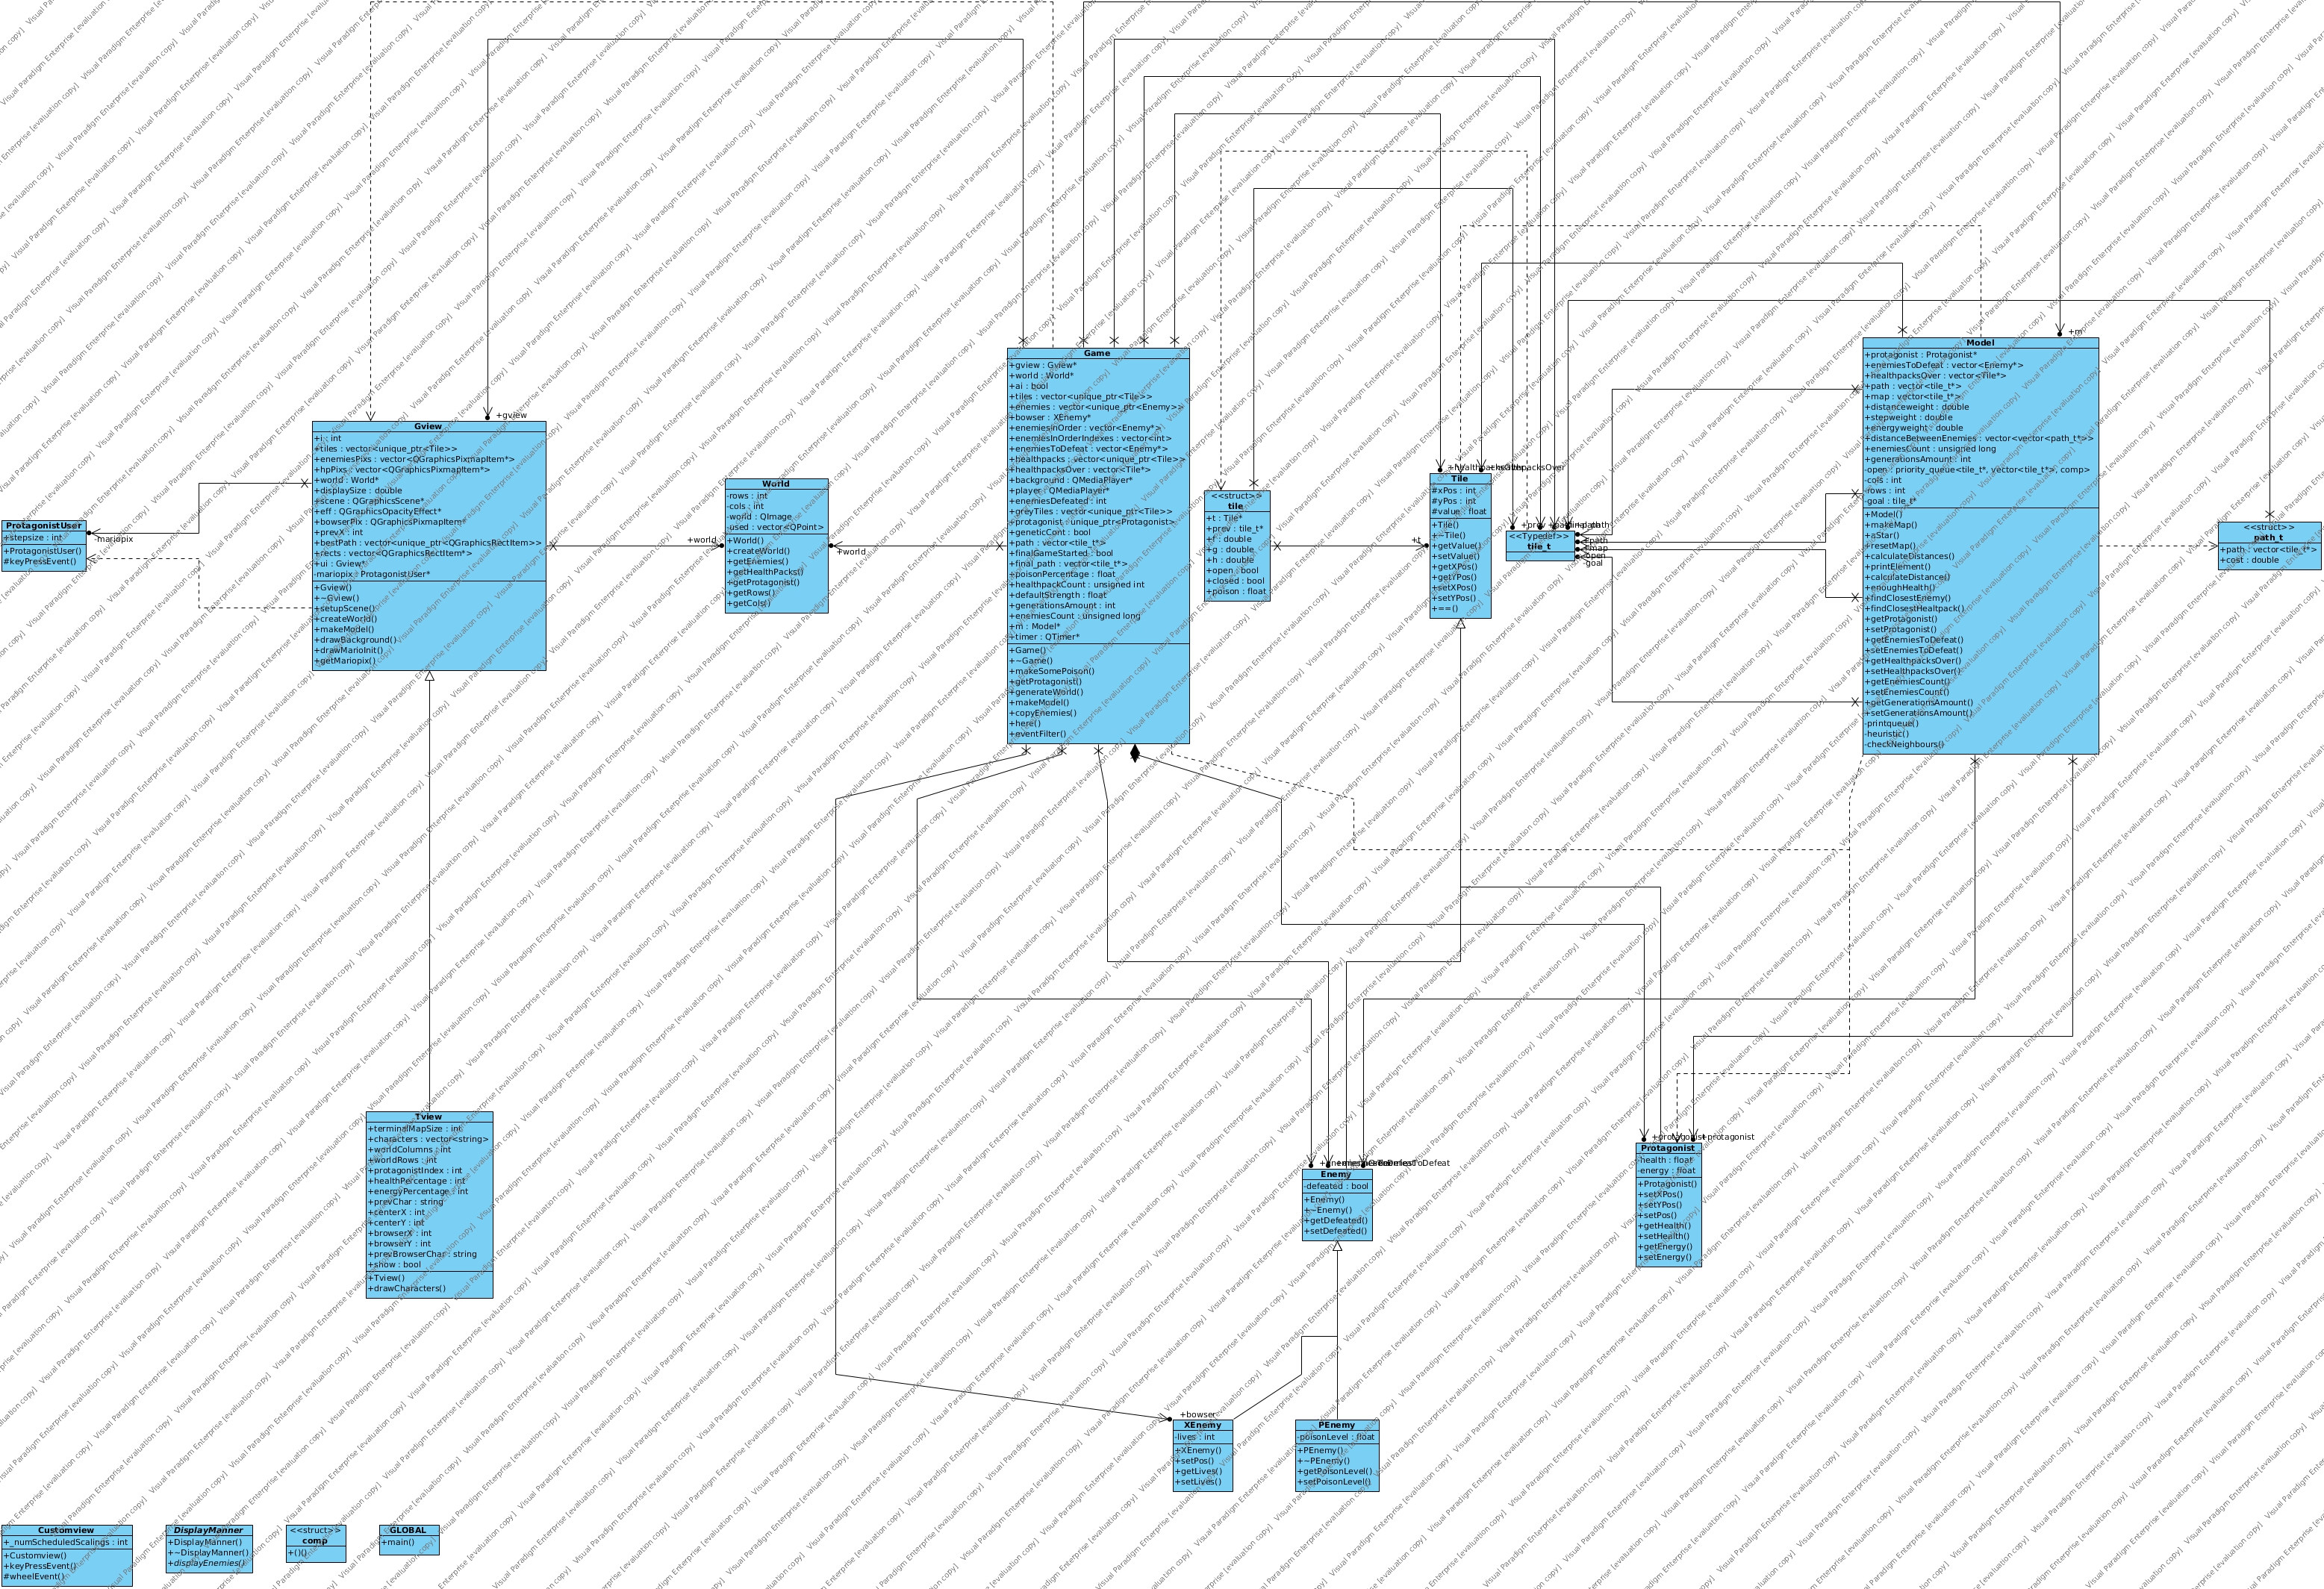 +m
Game
+gview : Gview*
+world : World*
+ai : bool
+tiles : vector<unique_ptr<Tile>>
+enemies : vector<unique_ptr<Enemy>>
+bowser : XEnemy*
+enemiesInOrder : vector<Enemy*>
+enemiesInOrderIndexes : vector<int>
+enemiesToDefeat : vector<Enemy*>
+healthpacks : vector<unique_ptr<Tile>>
+healthpacksOver : vector<Tile*>
+background : QMediaPlayer*
+player : QMediaPlayer*
+enemiesDefeated : int
+greyTiles : vector<unique_ptr<Tile>>
+protagonist : unique_ptr<Protagonist>
+geneticCont : bool
+path : vector<tile_t*>
+finalGameStarted : bool
+final_path : vector<tile_t*>
+poisonPercentage : float
+healthpackCount : unsigned int
+defaultStrength : float
+generationsAmount : int
+enemiesCount : unsigned long
+m : Model*
+timer : QTimer*
+Game()
+~Game()
+makeSomePoison()
+getProtagonist()
+generateWorld()
+makeModel()
+copyEnemies()
+here()
+eventFilter()
Model
+protagonist : Protagonist*
+enemiesToDefeat : vector<Enemy*>
+healthpacksOver : vector<Tile*>
+path : vector<tile_t*>
+map : vector<tile_t*>
+distanceweight : double
+stepweight : double
+energyweight : double
+distanceBetweenEnemies : vector<vector<path_t*>>
+enemiesCount : unsigned long
+generationsAmount : int
-open : priority_queue<tile_t*, vector<tile_t*>, comp>
-cols : int
-rows : int
-goal : tile_t*
+Model()
+makeMap()
+aStar()
+resetMap()
+calculateDistances()
+printElement()
+calculateDistance()
+enoughHealth()
+findClosestEnemy()
+findClosestHealtpack()
+getProtagonist()
+setProtagonist()
+getEnemiesToDefeat()
+setEnemiesToDefeat()
+getHealthpacksOver()
+setHealthpacksOver()
+getEnemiesCount()
+setEnemiesCount()
+getGenerationsAmount()
+setGenerationsAmount()
-printqueue()
-heuristic()
-checkNeighbours()
+gview
Gview
+i : int
+tiles : vector<unique_ptr<Tile>>
+enemiesPixs : vector<QGraphicsPixmapItem*>
+hpPixs : vector<QGraphicsPixmapItem*>
+world : World*
+displaySize : double
+scene : QGraphicsScene*
+eff : QGraphicsOpacityEffect*
+bowserPix : QGraphicsPixmapItem*
+prevX : int
+bestPath : vector<unique_ptr<QGraphicsRectItem>>
+rects : vector<QGraphicsRectItem*>
+ui : Gview*
-mariopix : ProtagonistUser*
+Gview()
+~Gview()
+setupScene()
+createWorld()
+makeModel()
+drawBackground()
+drawMarioInit()
+getMariopix()
ProtagonistUser
+stepsize : int
+ProtagonistUser()
#keyPressEvent()
-mariopix
World
-rows : int
-cols : int
-world : QImage
-used : vector<QPoint>
+World()
+createWorld()
+getEnemies()
+getHealthPacks()
+getProtagonist()
+getRows()
+getCols()
+world
+world
<<struct>>
tile
+t : Tile*
+prev : tile_t*
+f : double
+g : double
+h : double
+open : bool
+closed : bool
+poison : float
+t
Tile
#xPos : int
#yPos : int
#value : float
+Tile()
+~Tile()
+getValue()
+setValue()
+getXPos()
+getYPos()
+setXPos()
+setYPos()
+==()
<<Typedef>>
tile_t
+path
+map
-open
-goal
<<struct>>
path_t
+path : vector<tile_t*>
+cost : double
Tview
+terminalMapSize : int
+characters : vector<string>
+worldColumns : int
+worldRows : int
+protagonistIndex : int
+healthPercentage : int
+energyPercentage : int
+prevChar : string
+centerX : int
+centerY : int
+browserX : int
+browserY : int
+prevBrowserChar : string
+show : bool
+Tview()
+drawCharacters()
+protagonist
Protagonist
-health : float
-energy : float
+Protagonist()
+setXPos()
+setYPos()
+setPos()
+getHealth()
+setHealth()
+getEnergy()
+setEnergy()
Enemy
-defeated : bool
+Enemy()
+~Enemy()
+getDefeated()
+setDefeated()
+bowser
XEnemy
-lives : int
+XEnemy()
+setPos()
+getLives()
+setLives()
PEnemy
-poisonLevel : float
+PEnemy()
+~PEnemy()
+getPoisonLevel()
+setPoisonLevel()
Customview
+_numScheduledScalings : int
+Customview()
+keyPressEvent()
#wheelEvent()
DisplayManner
+DisplayManner()
+~DisplayManner()
+displayEnemies()
<<struct>>
comp
+()()
GLOBAL
+main()
Visual Paradigm Enterprise [evaluation copy]